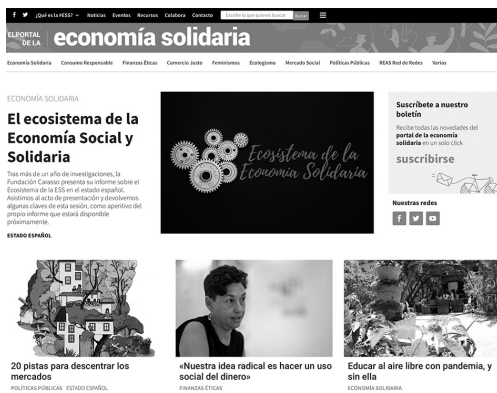 ¿Qué es la #ESS? Noticias Eventos Recursos Colabora Contacto Escribe lo que quieres buscar Buscar
EL PORTAL
DE LA
economía solidaria
Economía Solidaria Consumo Responsable Finanzas Éticas Comercio Justo Feminismos Ecologismo Mercado Social Políticas Públicas REAS Red de Redes Varios
ECONOMÍA SOLIDARIA
El ecosistema de la
Economía Social y
Solidaria
Tras más de un año de investigaciones, la
Fundación Carasso presenta su informe sobre el
Ecosistema de la ESS en el estado español.
Asistimos al acto de presentación y devolvemos
algunas claves de esta sesión, como aperitivo del
propio informe que estará disponible
próximamente.
ESTADO ESPAÑOL
Ecosistema de la
Economia Solidaria
Suscríbete a nuestro
boletín
Recibe todas las novedades del
portal de la economía
solidaria en un solo click
suscribirse
Nuestras redes
20 pistas para descentrar los
mercados
POLÍTICAS PÚBLICAS ESTADO ESPAÑOL
«Nuestra idea radical es hacer un uso
social del dinero»
FINANZAS ÉTICAS
Educar al aire libre con pandemia, y
sin ella
ECONOMÍA SOLIDARIA